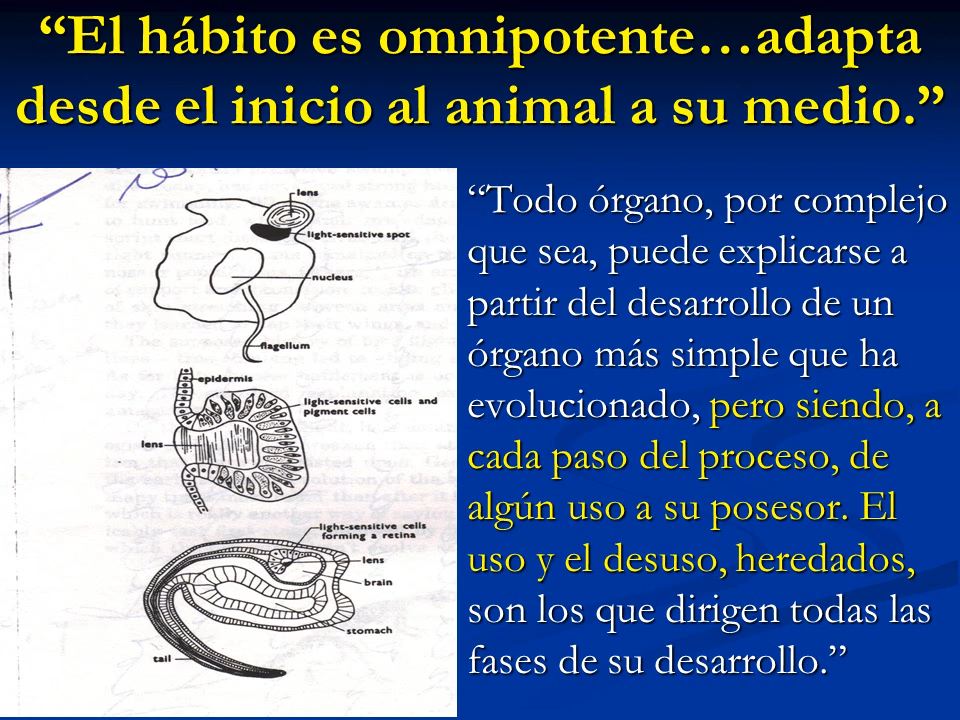 “El hábito es omnipotente…adapta
desde el inicio al animal a su medio.”
“Todo órgano, por complejo
que sea, puede explicarse a
partir del desarrollo de un
órgano más simple que ha
evolucionado, pero siendo, a
cada paso del proceso, de
algún uso a su posesor. El
uso y el desuso, heredados,
son los que dirigen todas las
fases de su desarrollo.”
lens
light-sensitive spot
nucleus
flagellum
epidermis
light-sensitive cells and
pigment cells
lens
light-sensitive cells
forming a retina
lens
brain
stomach
tail